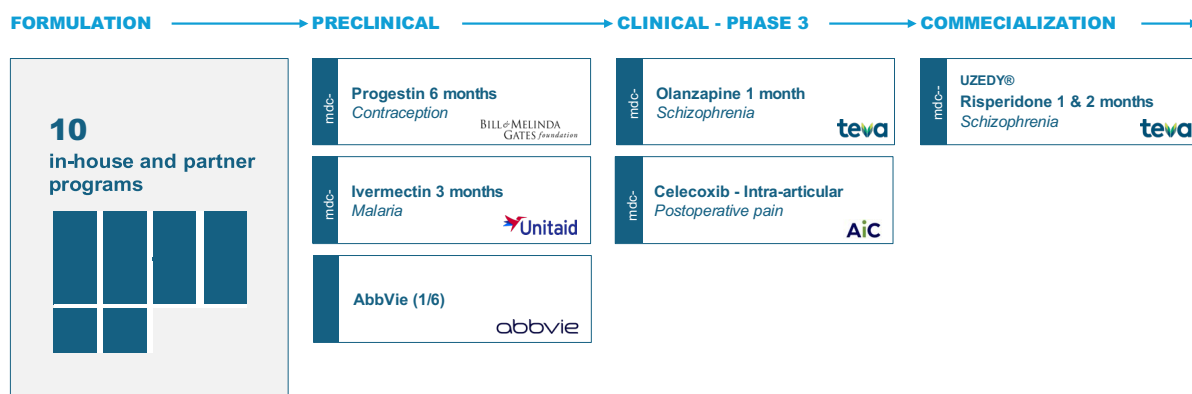 FORMULATION
PRECLINICAL
CLINICAL - PHASE 3
COMMECIALIZATION
10
in-house and partner
programs
mdc-
Progestin 6 months
Contraception
BILL & MELINDA
GATES foundation
mdc-
Ivermectin 3 months
Malaria
Unitaid
AbbVie (1/6)
abbvie
mdc-
Olanzapine 1 month
Schizophrenia
teva
mdc-
Celecoxib - Intra-articular
Postoperative pain
AiC
mdc--
UZEDY®
Risperidone 1 & 2 months
Schizophrenia
teva